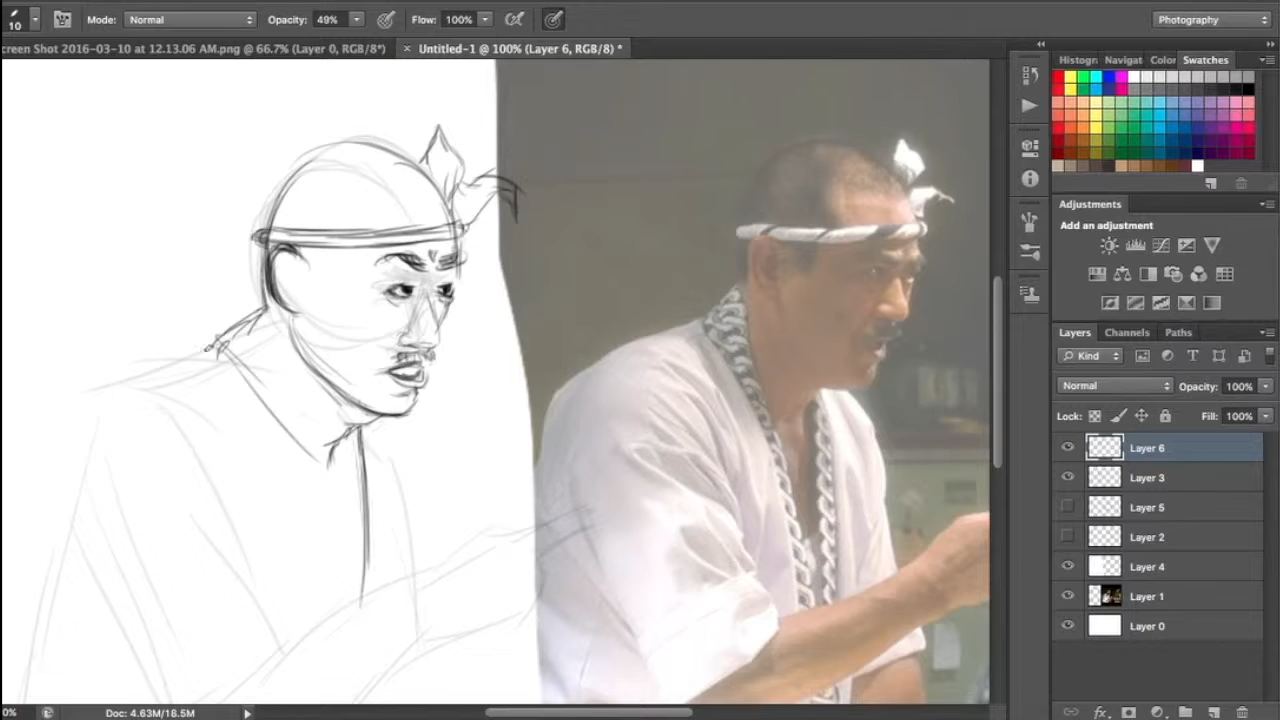 10 Mode: Normal Opacity: 49% Flow: 100% Photography
creen Shot 2016-03-10 at 12.13.06 AM.png @ 66.7% (Layer 0, RGB/8*) × Untitled-1 @ 100% (Layer 6, RGB/8) *
Histogr Navigat Color Swatches
Adjustments
Add an adjustment
Layers Channels Paths
Kind
Normal Opacity: 100%
Lock: Fill: 100%
Layer 6
Layer 3
Layer 5
Layer 2
Layer 4
Layer 1
Layer 0
0% Doc: 4.63M/18.5M
fx